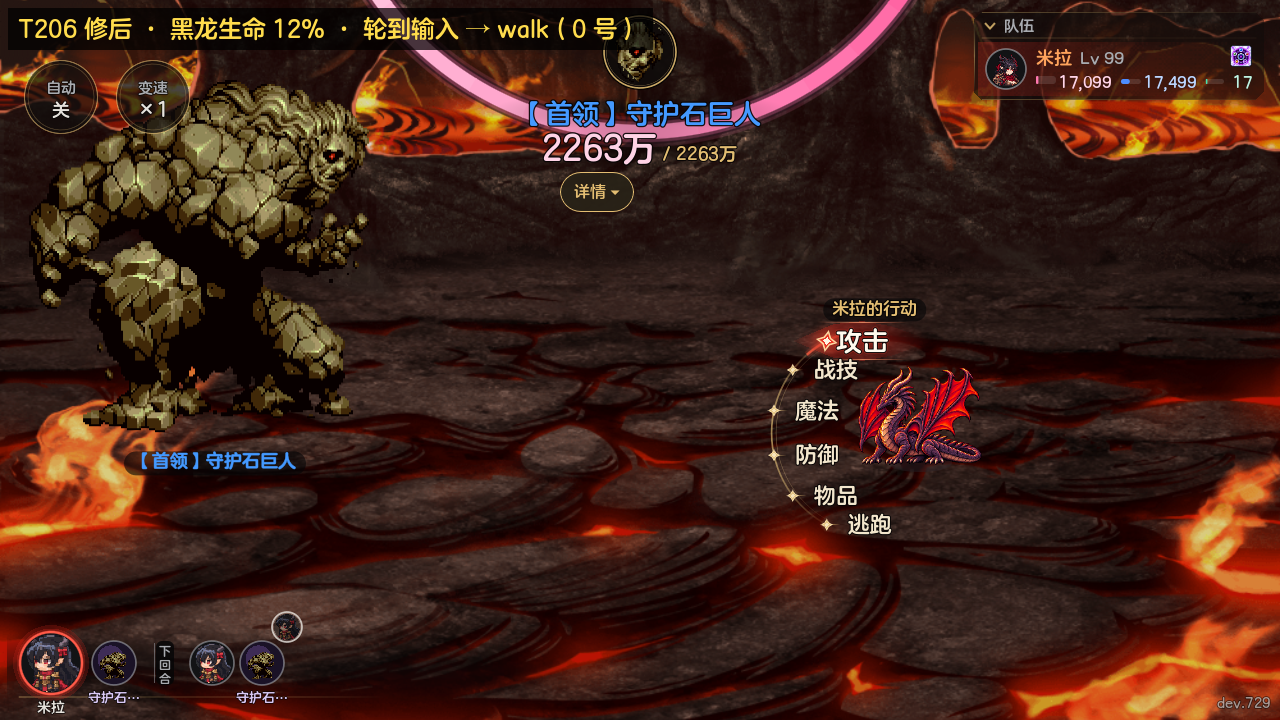 T206 修后 · 黑龙生命 12% · 轮到输入 → walk（0 号）
自动
关
变速
×1
【首领】守护石巨人
2263万 / 2263万
详情
队伍
米拉 Lv 99
17,099 17,499 17
米拉的行动
攻击
战技
魔法
防御
物品
逃跑
【首领】守护石巨人
下回合
守护石…
守护石…
米拉
dev.729